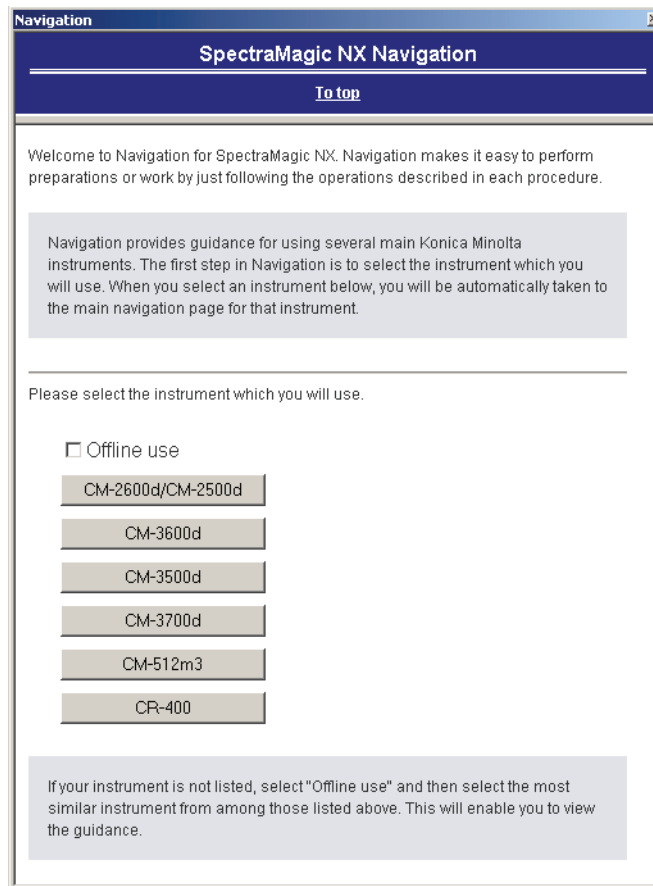 Navigation
SpectraMagic NX Navigation
To top
Welcome to Navigation for SpectraMagic NX. Navigation makes it easy to perform
preparations or work by just following the operations described in each procedure.
Navigation provides guidance for using several main Konica Minolta
instruments. The first step in Navigation is to select the instrument which you
will use. When you select an instrument below, you will be automatically taken to
the main navigation page for that instrument.
Please select the instrument which you will use.
Offline use
CM-2600d/CM-2500d
CM-3600d
CM-3500d
CM-3700d
CM-512m3
CR-400
If your instrument is not listed, select "Offline use" and then select the most
similar instrument from among those listed above. This will enable you to view
the guidance.